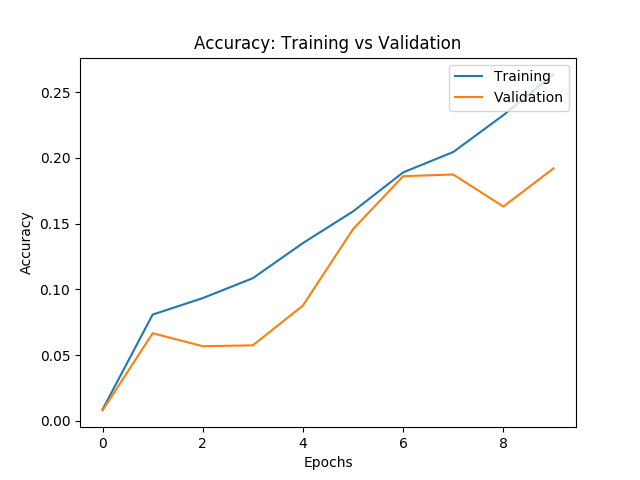 Accuracy: Training vs Validation
Training
Validation
Accuracy
0.25
0.20
0.15
0.10
0.05
0.00
0 2 4 6 8
Epochs